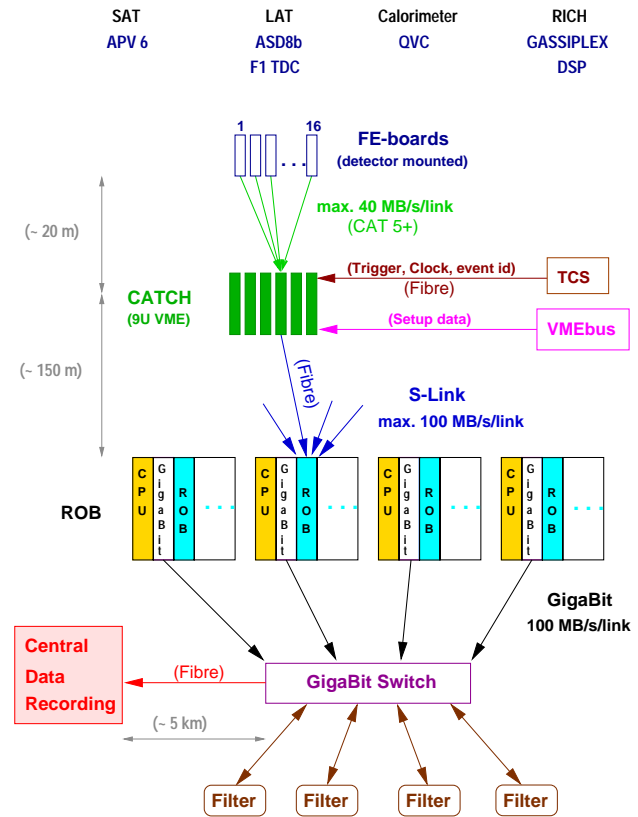 SAT LAT Calorimeter RICH
APV 6 ASD8b QVC GASSIPLEX
F1 TDC DSP
1 16
FE-boards
(detector mounted)
. . .
max. 40 MB/s/link
(CAT 5+)
(~ 20 m)
(Trigger, Clock, event id)
(Fibre)
TCS
CATCH
(9U VME)
(Setup data)
VMEbus
(~ 150 m)
(Fibre)
S-Link
max. 100 MB/s/link
ROB
CPU GigaBit ROB . . .
CPU GigaBit ROB . . .
CPU GigaBit ROB . . .
CPU GigaBit ROB . . .
GigaBit
100 MB/s/link
Central
Data
Recording
(Fibre)
GigaBit Switch
(~ 5 km)
Filter Filter Filter Filter